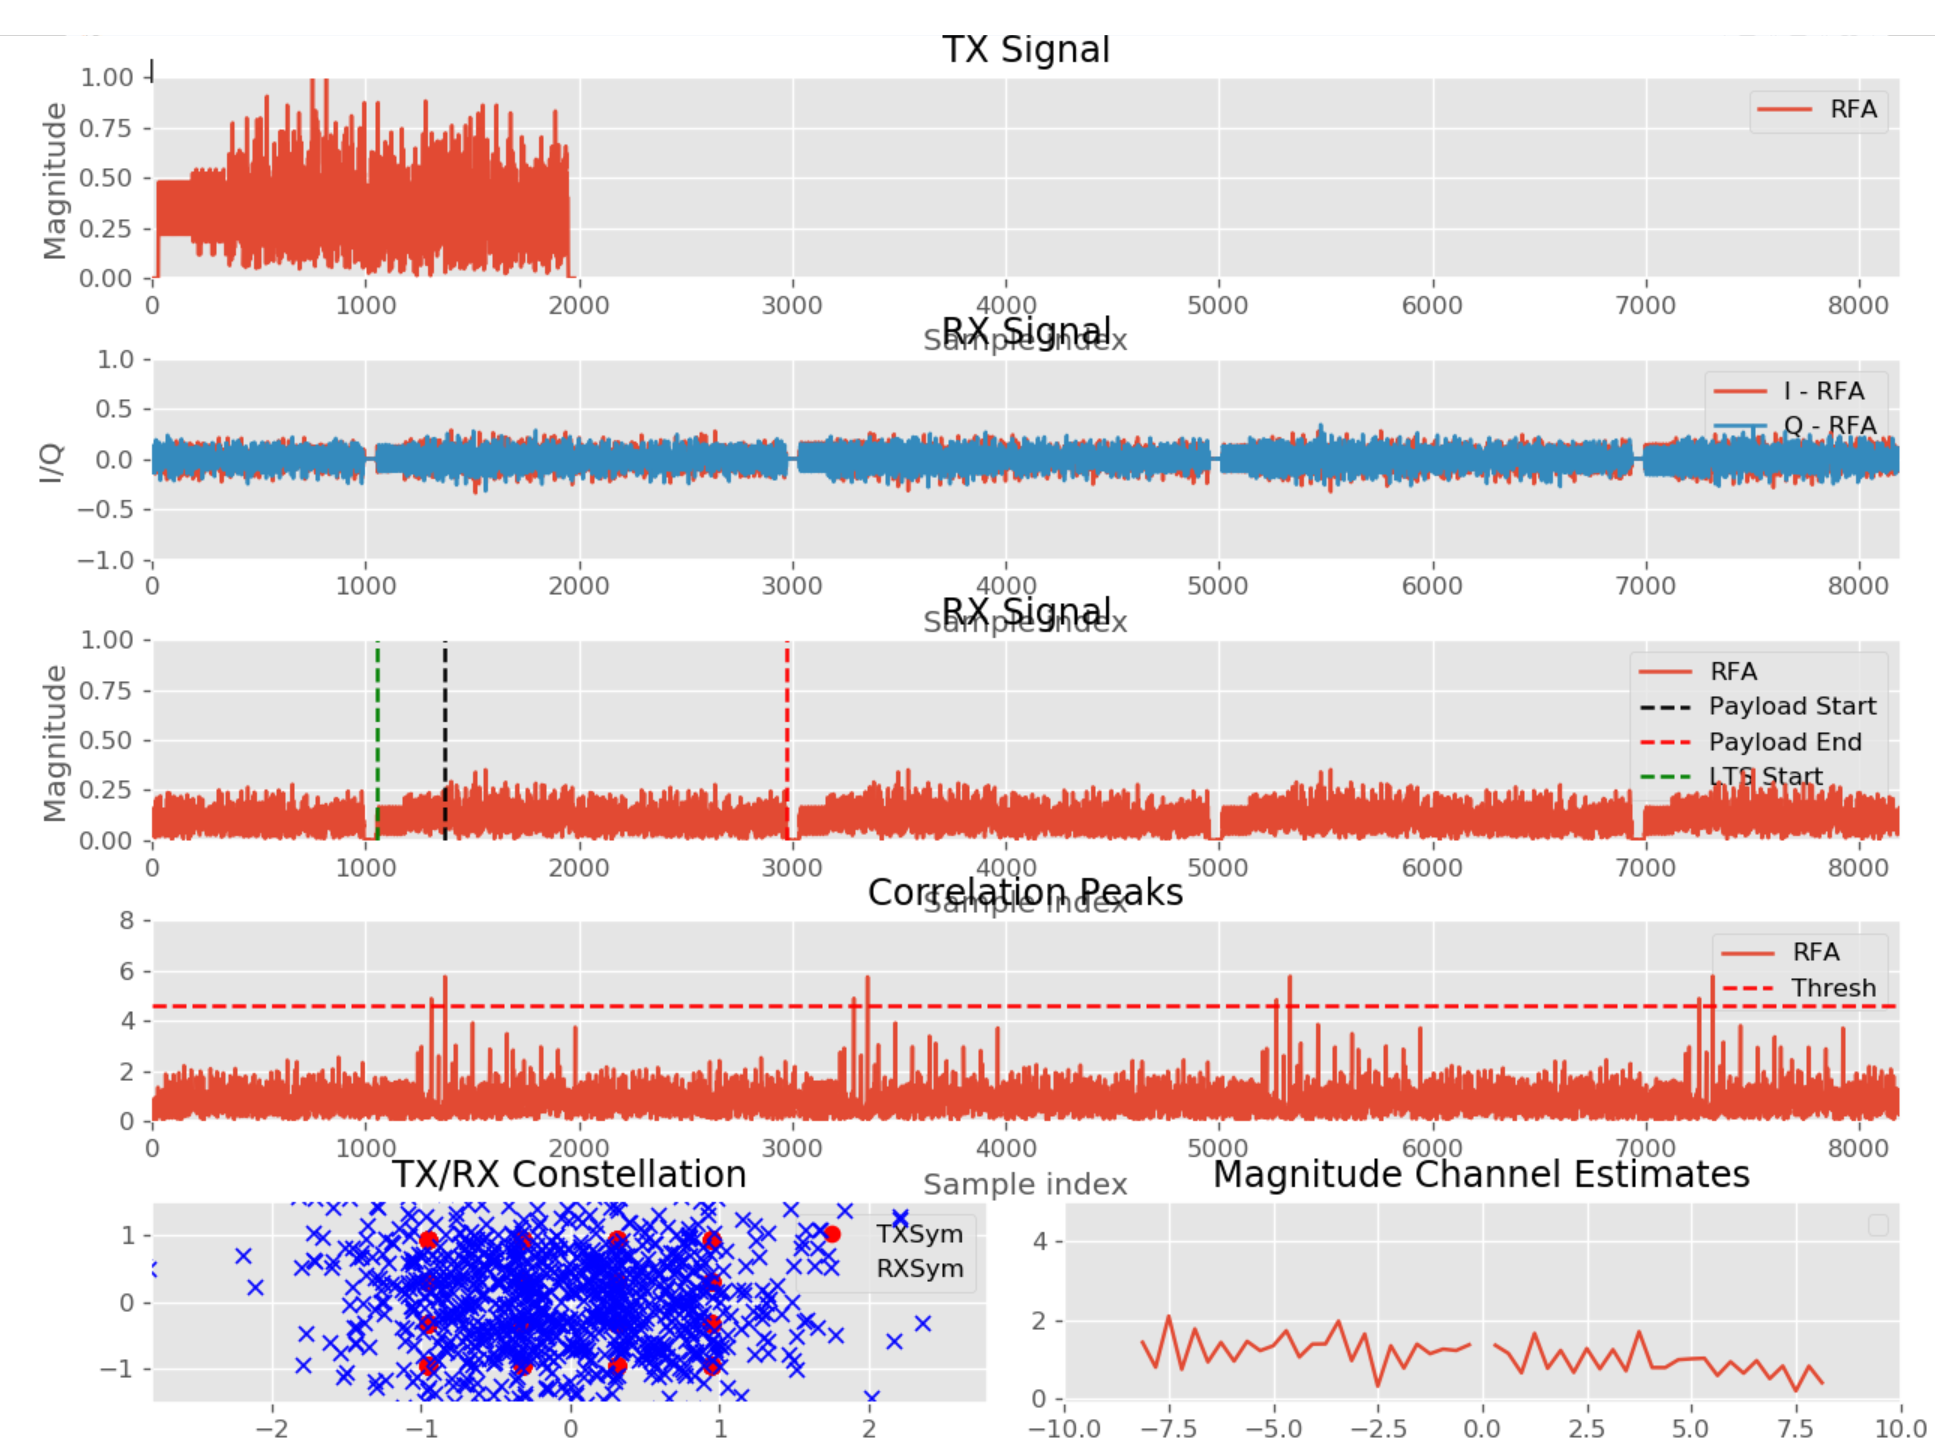 TX Signal
1.00
0.75
0.50
0.25
0.00
Magnitude
RFA
0 1000 2000 3000 4000 5000 6000 7000 8000
Sample index
RX Signal
1.0
0.5
0.0
−0.5
−1.0
I/Q
I - RFA
Q - RFA
0 1000 2000 3000 4000 5000 6000 7000 8000
Sample index
RX Signal
1.00
0.75
0.50
0.25
0.00
Magnitude
RFA
Payload Start
Payload End
LTS Start
0 1000 2000 3000 4000 5000 6000 7000 8000
Sample index
Correlation Peaks
8
6
4
2
0
RFA
Thresh
0 1000 2000 3000 4000 5000 6000 7000 8000
Sample index
TX/RX Constellation
1
0
−1
TXSym
RXSym
−2 −1 0 1 2
Magnitude Channel Estimates
4
2
0
−10.0 −7.5 −5.0 −2.5 0.0 2.5 5.0 7.5 10.0